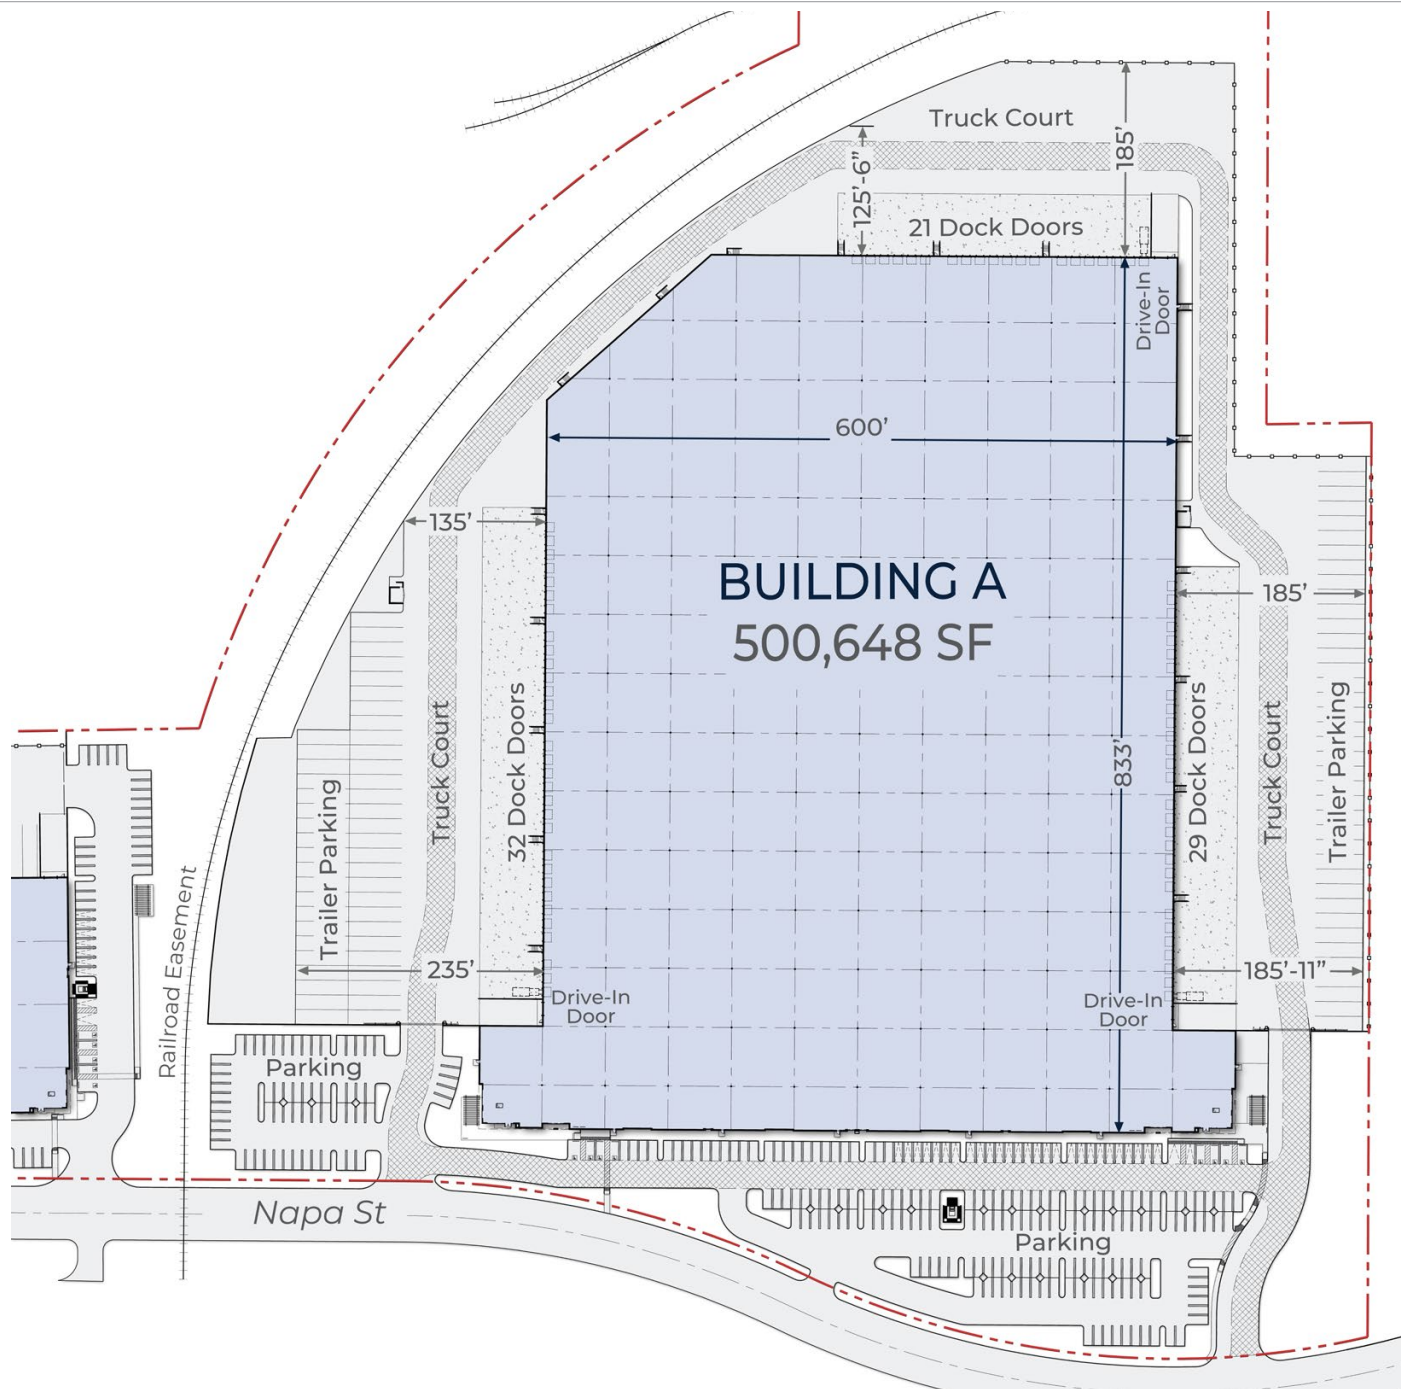 Truck Court
185’
125’-6”
21 Dock Doors
Drive-In
Door
600’
135’
BUILDING A
500,648 SF
185’
32 Dock Doors
Truck Court
Trailer Parking
833’
29 Dock Doors
Truck Court
Trailer Parking
Railroad Easement
235’
185’-11”
Drive-In
Door
Drive-In
Door
Parking
Napa St
Parking